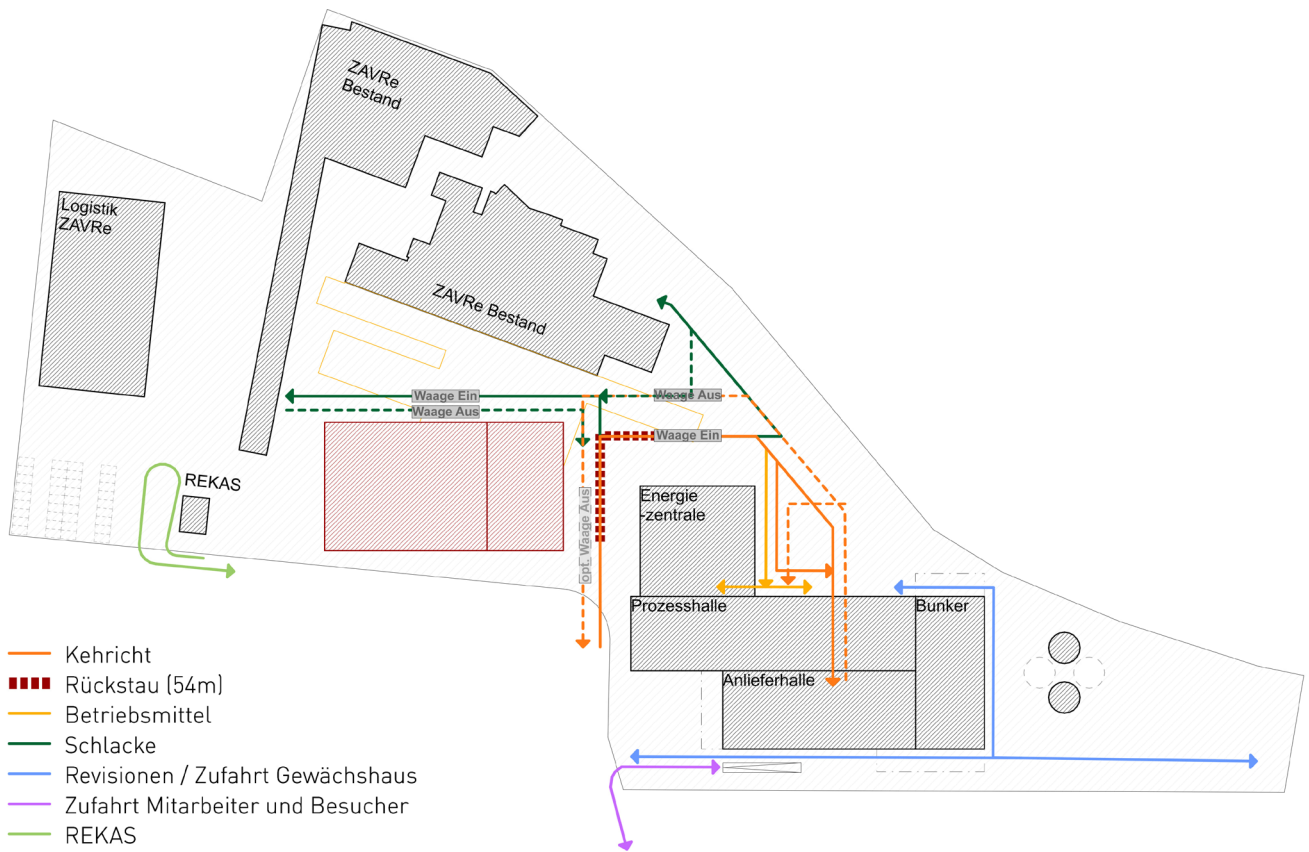 ZAVRe
Bestand
Logistik
ZAVRe
ZAVRe Bestand
Waage Ein
Waage Aus
Waage Aus
Waage Ein
REKAS
opt. Waage Aus
Energie
-zentrale
Prozesshalle
Bunker
Anlieferhalle
Kehricht
Rückstau (54m)
Betriebsmittel
Schlacke
Revisionen / Zufahrt Gewächshaus
Zufahrt Mitarbeiter und Besucher
REKAS